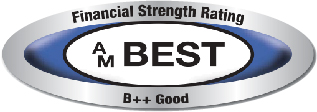 Financial Strength Rating
AM BEST
B++ Good